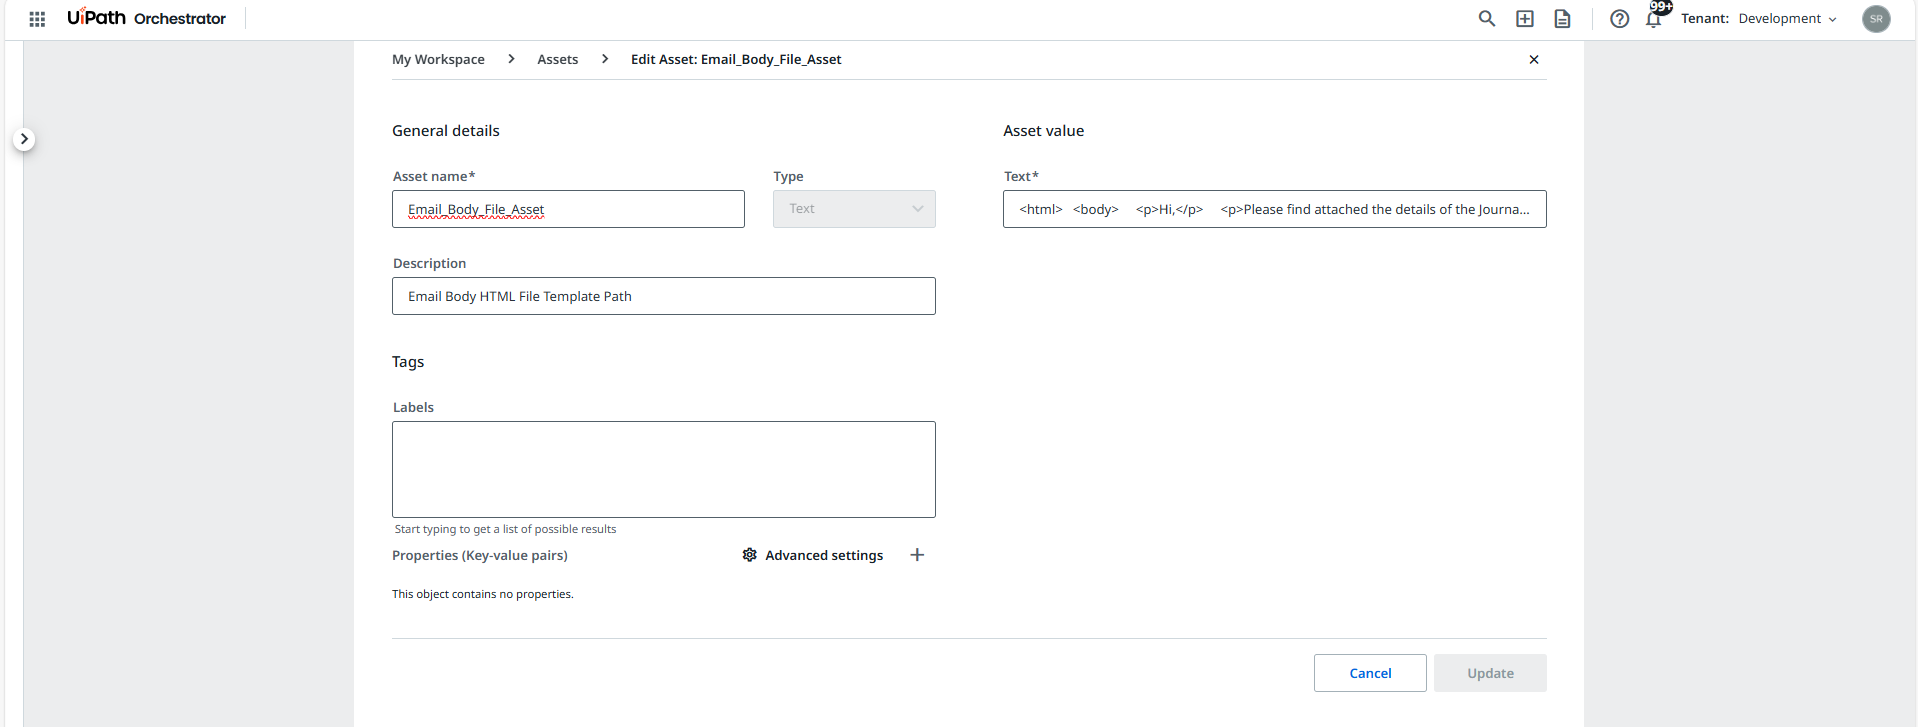 UiPath Orchestrator
99+
Tenant: Development
SR
My Workspace > Assets > Edit Asset: Email_Body_File_Asset
General details
Asset value
Asset name*
Type
Text*
Email_Body_File_Asset
Text
<html> <body> <p>Hi,</p> <p>Please find attached the details of the Journa...
Description
Email Body HTML File Template Path
Tags
Labels
Start typing to get a list of possible results
Properties (Key-value pairs)
Advanced settings
This object contains no properties.
Cancel
Update